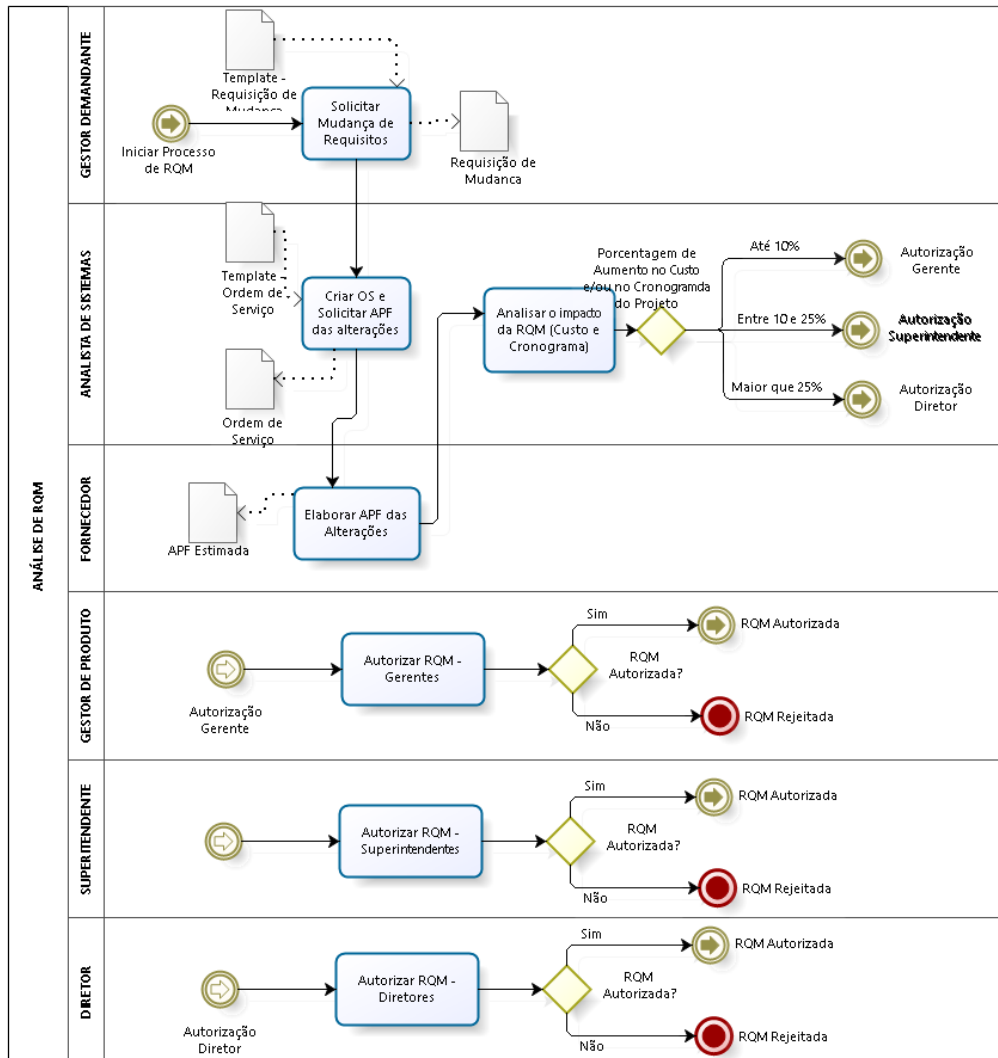 ANÁLISE DE RQM
GESTOR DEMANDANTE
Template -
Requisição de
Mudança
Solicitar
Mudança de
Requisitos
Iniciar Processo
de RQM
Requisição de
Mudanca
ANALISTA DE SISTEMAS
Template -
Ordem de
Serviço
Criar OS e
Solicitar APF
das alterações
Ordem de
Serviço
Analisar o impacto
da RQM (Custo e
Cronograma)
Porcentagem de
Aumento no Custo
e/ou no Cronogramda
do Projeto
Até 10%
Autorização
Gerente
Entre 10 e 25%
Autorização
Superintendente
Maior que 25%
Autorização
Diretor
FORNECEDOR
Elaborar APF das
Alterações
APF Estimada
GESTOR DE PRODUTO
Autorização
Gerente
Autorizar RQM -
Gerentes
Sim
RQM Autorizada
RQM
Autorizada?
Não
RQM Rejeitada
SUPERITENDENTE
Autorizar RQM -
Superintendentes
Sim
RQM Autorizada
RQM
Autorizada?
Não
RQM Rejeitada
DIRETOR
Autorização
Diretor
Autorizar RQM -
Diretores
Sim
RQM Autorizada
RQM
Autorizada?
Não
RQM Rejeitada